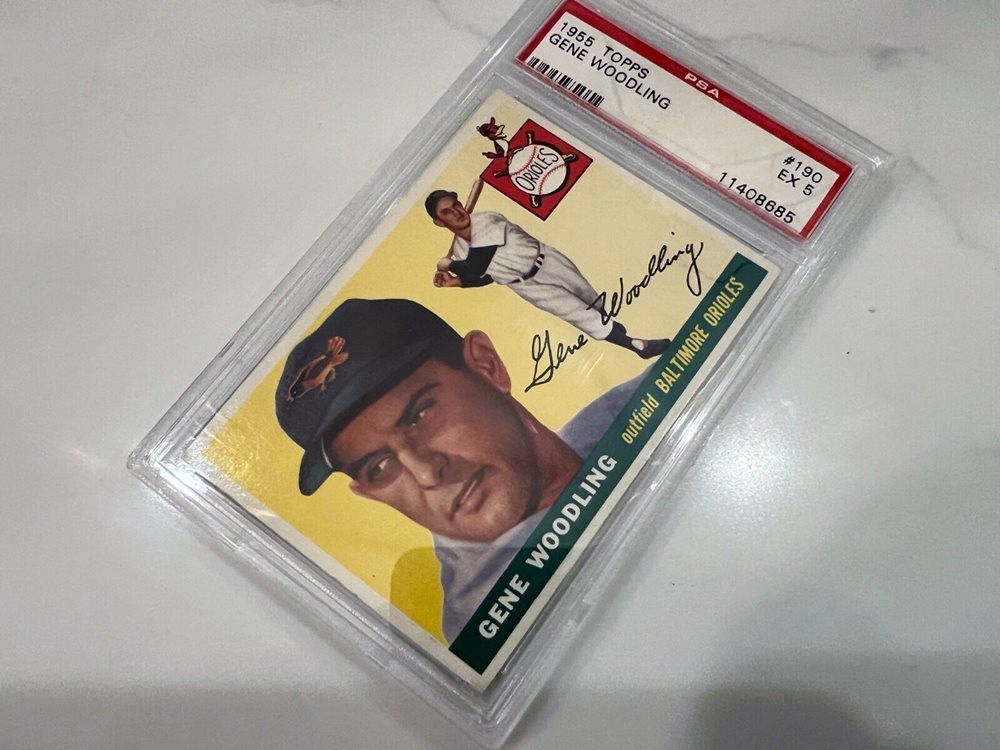 1955 TOPPS
GENE WOODLING
PSA
#190
EX 5
11408685
ORIOLES
Gene Woodling
GENE WOODLING outfield BALTIMORE ORIOLES